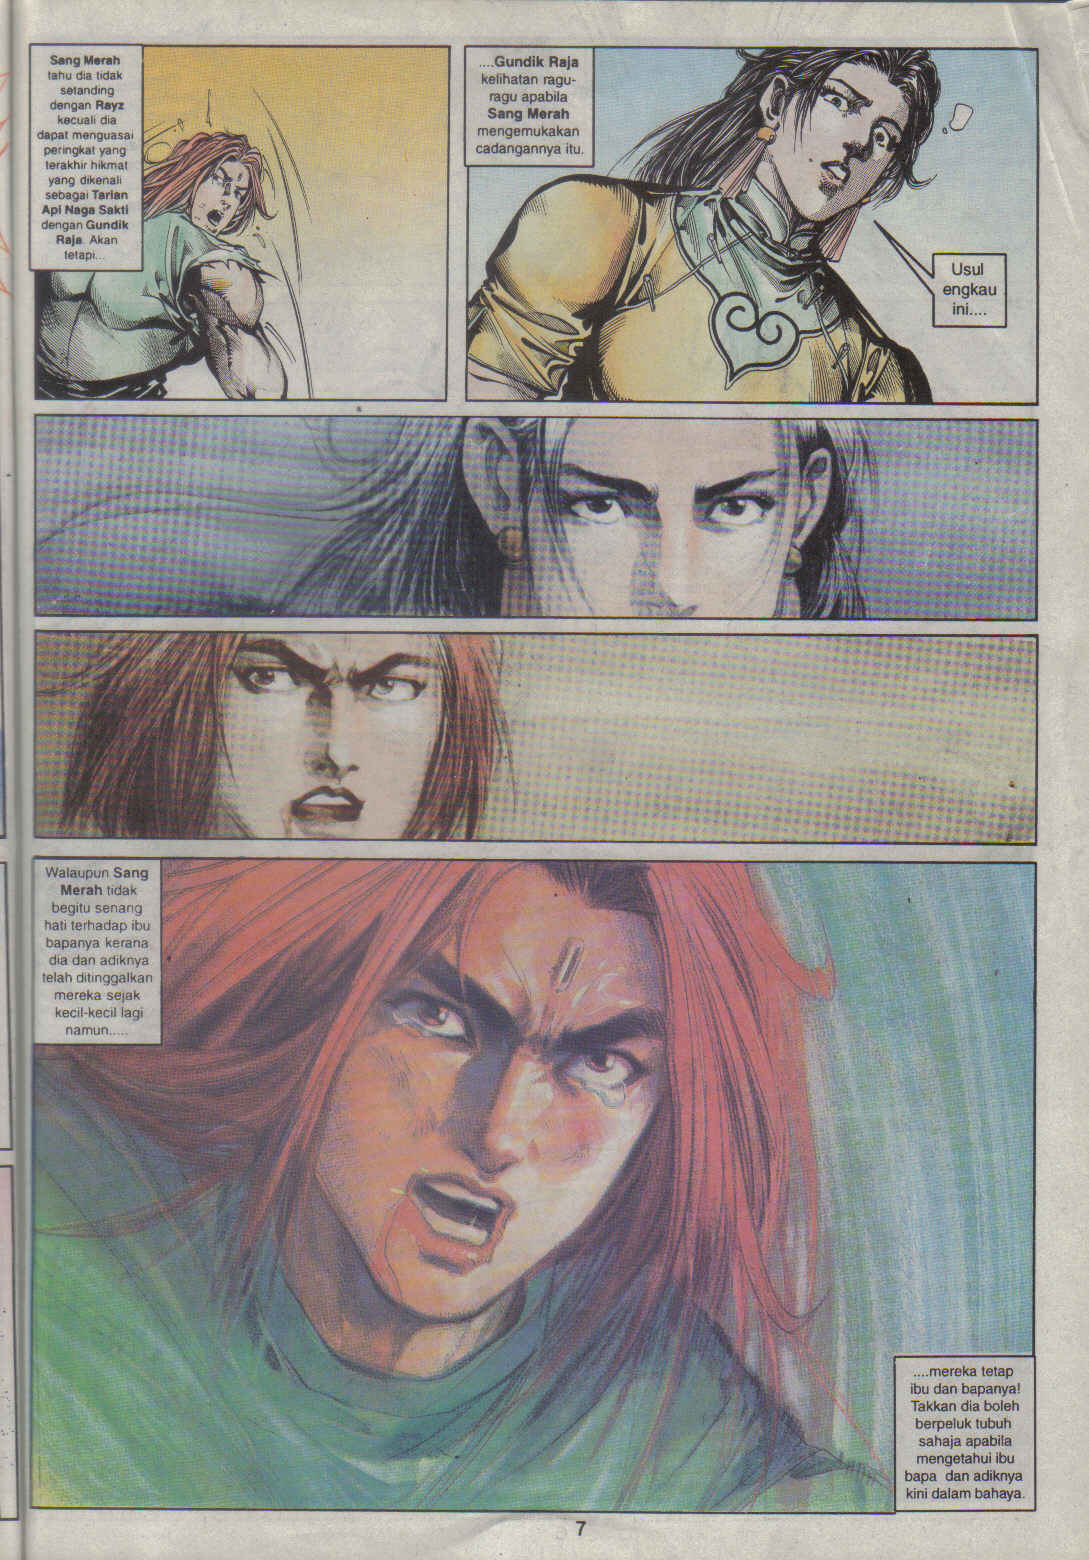 Sang Merah
tahu dia tidak
setanding
dengan Rayz
kecuali dia
dapat menguasai
peringkat yang
terakhir hikmat
yang dikenali
sebagai Tarian
Api Naga Sakti
dengan Gundik
Raja. Akan
tetapi...
....Gundik Raja
kelihatan ragu-
ragu apabila
Sang Merah
mengemukakan
cadangannya itu.
Usul
engkau
ini....
Walaupun Sang
Merah tidak
begitu senang
hati terhadap ibu
bapanya kerana
dia dan adiknya
telah ditinggalkan
mereka sejak
kecil-kecil lagi
namun.....
....mereka tetap
ibu dan bapanya!
Takkan dia boleh
berpeluk tubuh
sahaja apabila
mengetahui ibu
bapa dan adiknya
kini dalam bahaya.
7